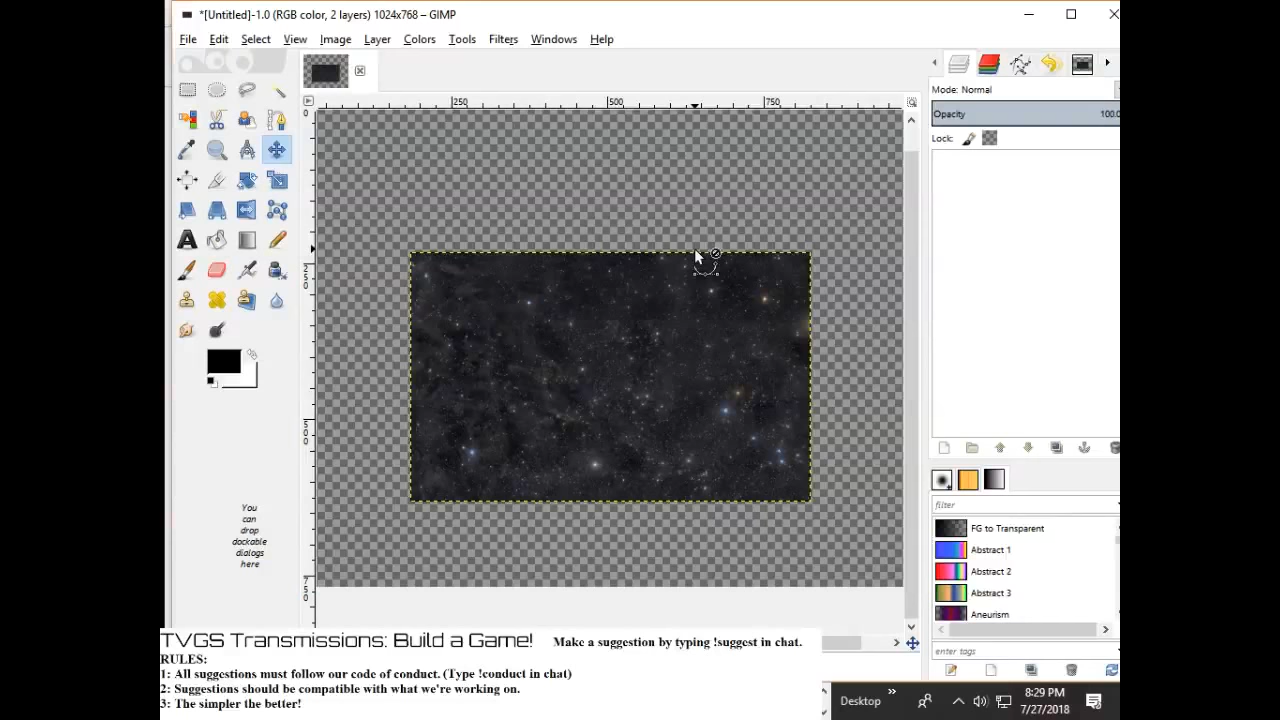 *[Untitled]-1.0 (RGB color, 2 layers) 1024x768 – GIMP
File Edit Select View Image Layer Colors Tools Filters Windows Help
Mode: Normal
250 500 750
Opacity 100.0
0
Lock:
250
500
filter
FG to Transparent
You
can
drop
dockable
dialogs
here
Abstract 1
Abstract 2
750
Abstract 3
Aneurism
TVGS Transmissions: Build a Game! Make a suggestion by typing !suggest in chat.
enter tags
RULES:
1: All suggestions must follow our code of conduct. (Type !conduct in chat)
2: Suggestions should be compatible with what we're working on.
3: The simpler the better!
Desktop
8:29 PM
7/27/2018